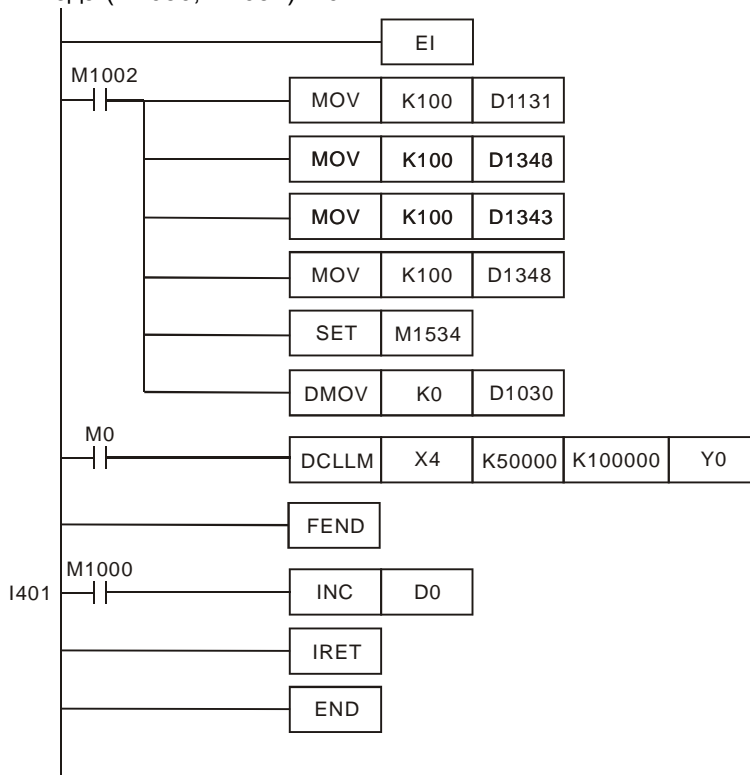 EI
M1002
MOV K100 D1131
MOV K100 D1340
MOV K100 D1343
MOV K100 D1348
SET M1534
DMOV K0 D1030
M0
DCLLM X4 K50000 K100000 Y0
FEND
M1000
I401 INC D0
IRET
END